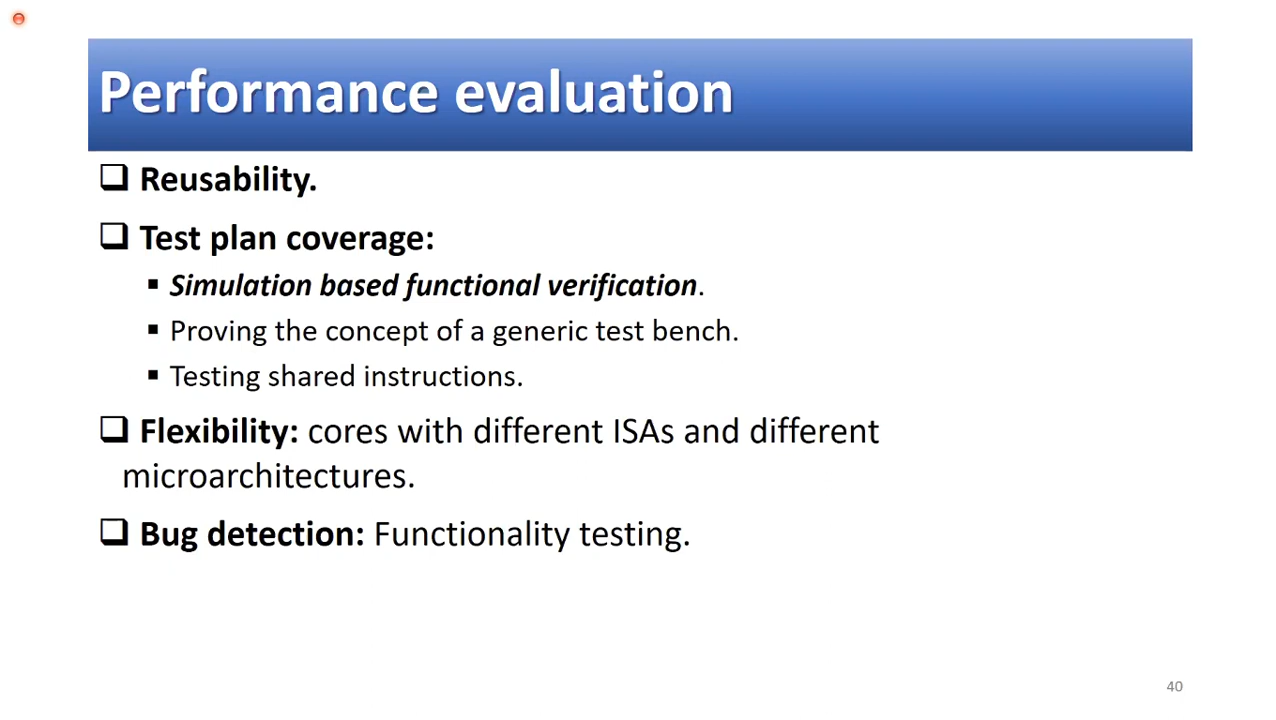 Performance evaluation
Reusability.
Test plan coverage:
Simulation based functional verification.
Proving the concept of a generic test bench.
Testing shared instructions.
Flexibility: cores with different ISAs and different
microarchitectures.
Bug detection: Functionality testing.
40